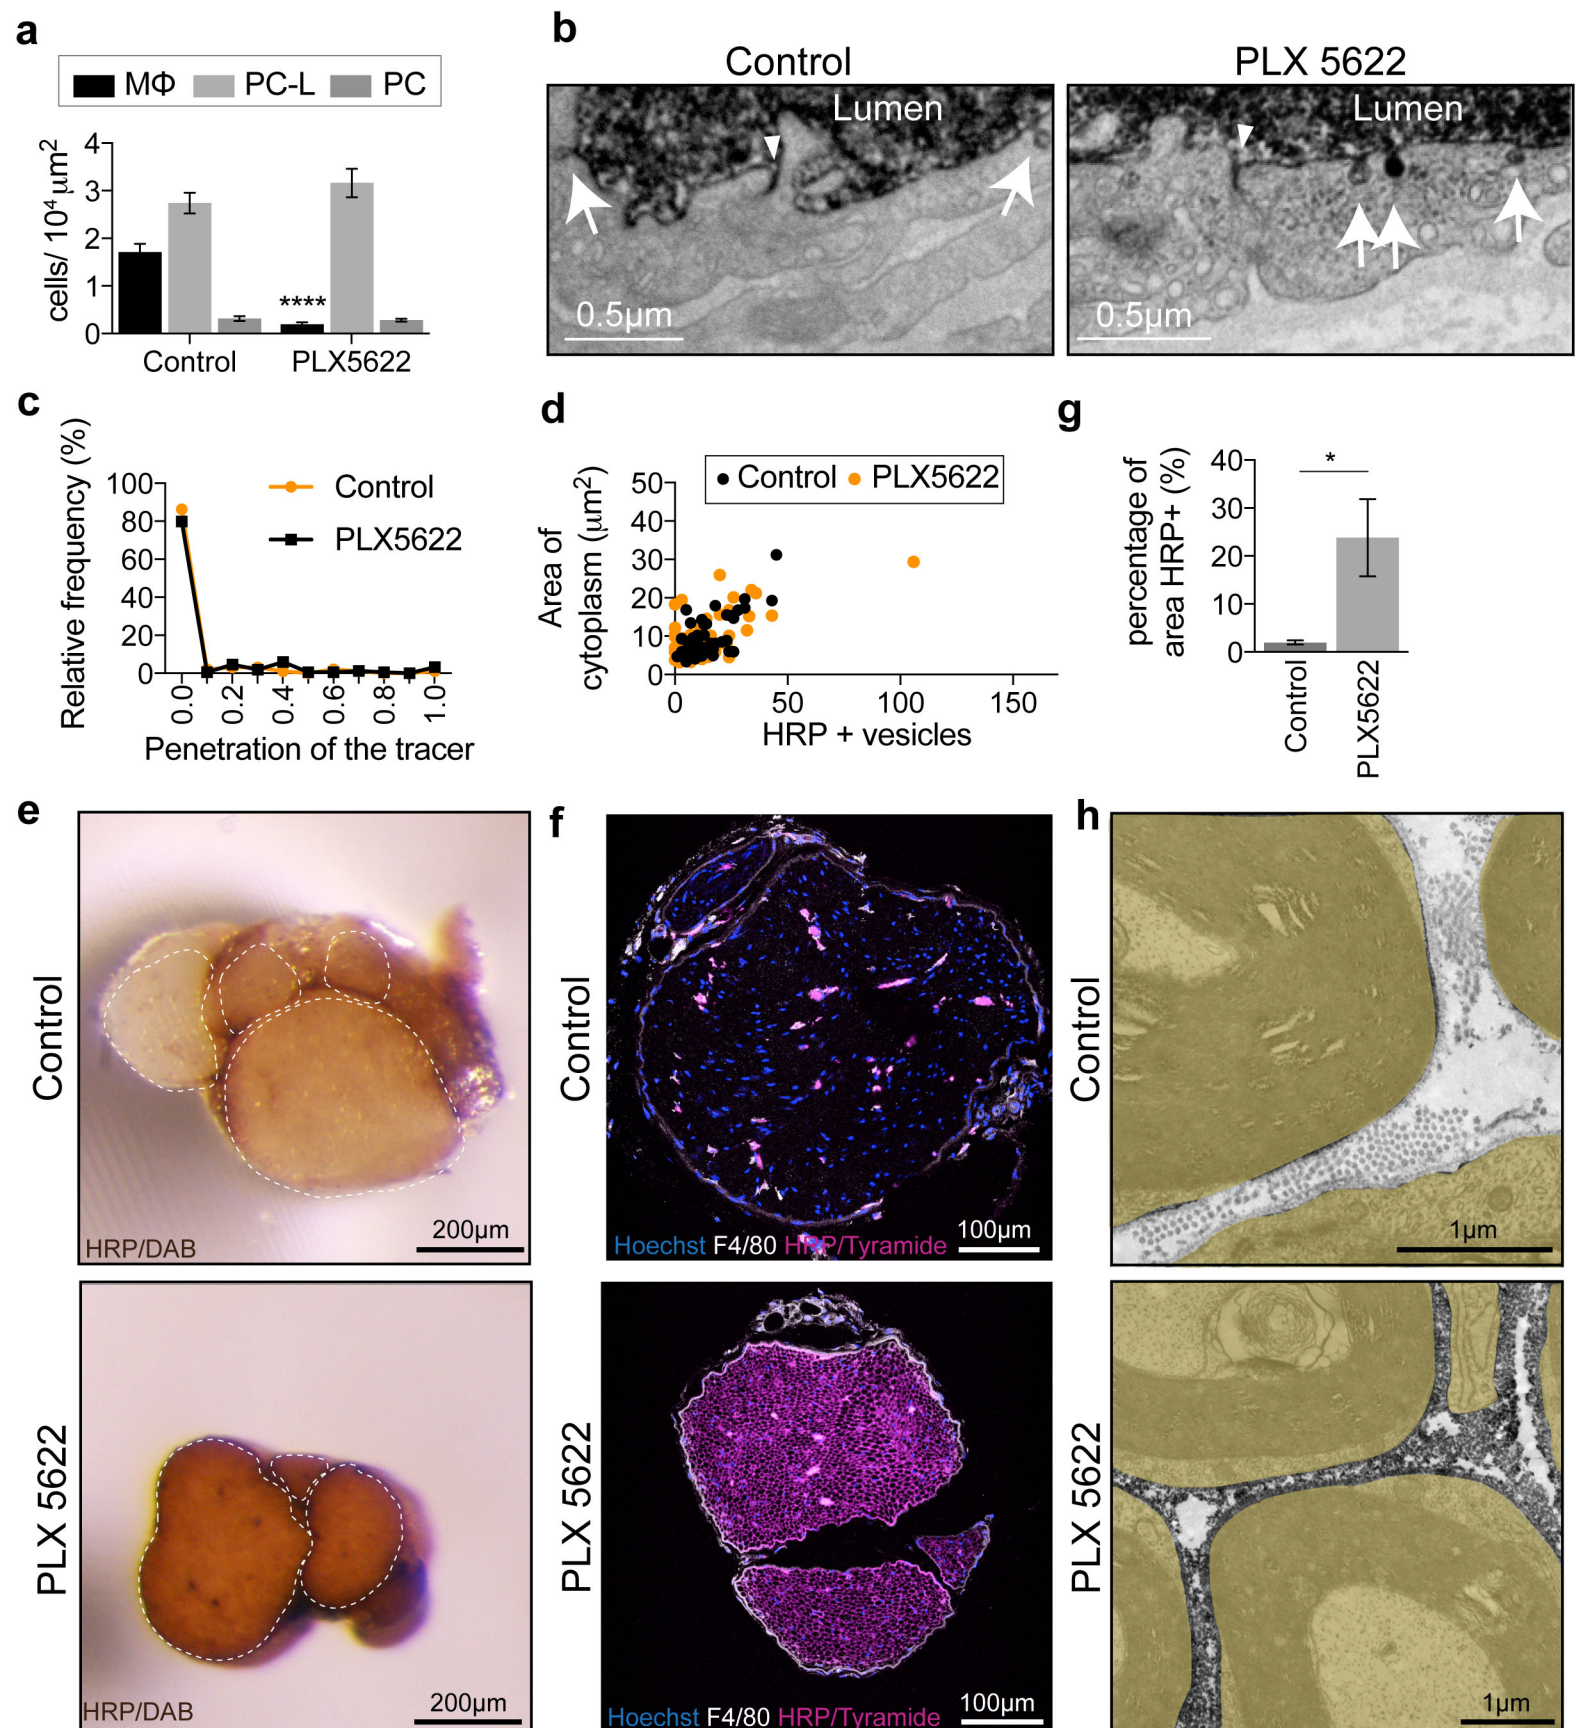 a
MΦ PC-L PC
cells/ 10⁴ μm²
4
3
2
1
0
****
Control PLX5622
b
Control
Lumen
0.5μm
PLX 5622
Lumen
0.5μm
c
Relative frequency (%)
100
80
60
40
20
0
Control
PLX5622
0.0 0.2 0.4 0.6 0.8 1.0
Penetration of the tracer
d
Control PLX5622
Area of
cytoplasm (μm²)
50
40
30
20
10
0
0 50 100 150
HRP + vesicles
g
percentage of
area HRP+ (%)
40
30
20
10
0
*
Control
PLX5622
e
Control
HRP/DAB
200μm
PLX 5622
HRP/DAB
200μm
f
Control
Hoechst F4/80 HRP/Tyramide
100μm
PLX 5622
Hoechst F4/80 HRP/Tyramide
100μm
h
Control
1μm
PLX 5622
1μm